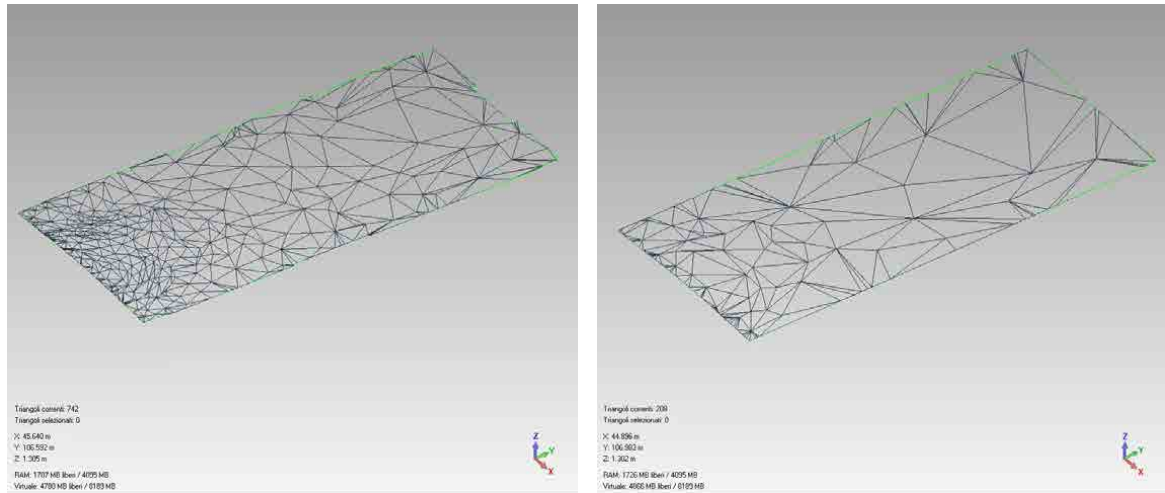 Triangoli correnti: 742
Triangoli selezionati: 0
X: 45.640 m
Y: 106.592 m
Z: 1.305 m
RAM: 1707 MB liberi / 4095 MB
Virtuale: 4780 MB liberi / 8189 MB
Z
Y
X
Triangoli correnti: 208
Triangoli selezionati: 0
X: 44.896 m
Y: 106.983 m
Z: 1.362 m
RAM: 1726 MB liberi / 4095 MB
Virtuale: 4866 MB liberi / 8189 MB
Z
Y
X